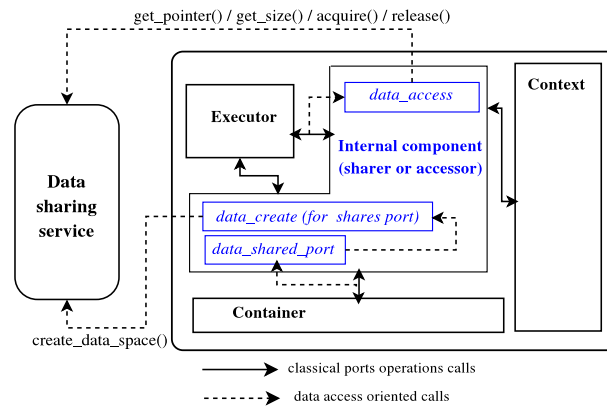 get_pointer() / get_size() / acquire() / release()
data_access
Context
Executor
Internal component
(sharer or accessor)
Data
sharing
service
data_create (for shares port)
data_shared_port
Container
create_data_space()
classical ports operations calls
data access oriented calls